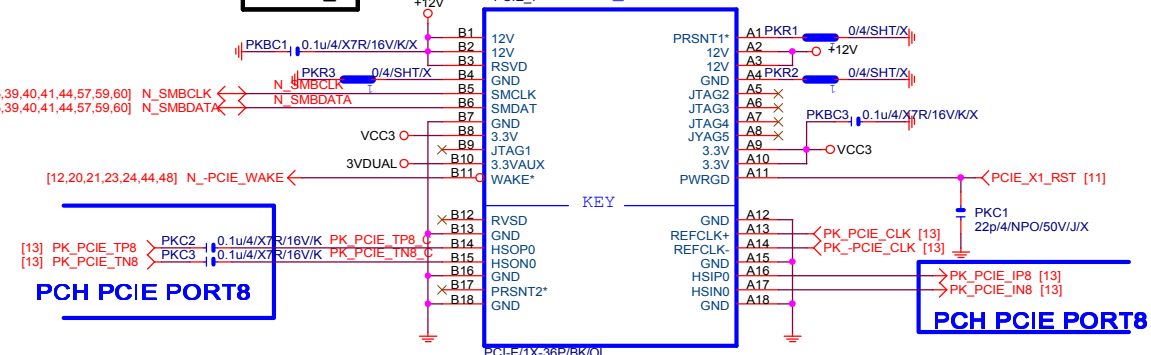 +12V
B1 12V PRSNT1* A1 PKR1 0/4/SHT/X
PKBC1 0.1u/4/X7R/16V/K/X B2 12V 12V A2 +12V
B3 RSVD 12V A3
PKR3 0/4/SHT/X B4 GND GND A4 PKR2 0/4/SHT/X
,39,40,41,44,57,59,60] N_SMBCLK N_SMBCLK B5 SMCLK JTAG2 A5
,39,40,41,44,57,59,60] N_SMBDATA N_SMBDATA B6 SMDAT JTAG3 A6
B7 GND JTAG4 A7 PKBC3 0.1u/4/X7R/16V/K/X
VCC3 B8 3.3V JYAG5 A8
B9 JTAG1 3.3V A9 VCC3
3VDUAL B10 3.3VAUX 3.3V A10
[12,20,21,23,24,44,48] N_-PCIE_WAKE B11 WAKE* PWRGD A11 PCIE_X1_RST [11]
KEY
PKC1
22p/4/NPO/50V/J/X
B12 RVSD GND A12
B13 GND REFCLK+ A13 PK_PCIE_CLK [13]
[13] PK_PCIE_TP8 PKC2 0.1u/4/X7R/16V/K PK_PCIE_TP8_C B14 HSOP0 REFCLK- A14 PK_-PCIE_CLK [13]
[13] PK_PCIE_TN8 PKC3 0.1u/4/X7R/16V/K PK_PCIE_TN8_C B15 HSON0 GND A15
B16 GND HSIP0 A16 PK_PCIE_IP8 [13]
B17 PRSNT2* HSIN0 A17 PK_PCIE_IN8 [13]
B18 GND GND A18
PCH PCIE PORT8
PCH PCIE PORT8
PCI-E/1X-36P/BK/OL